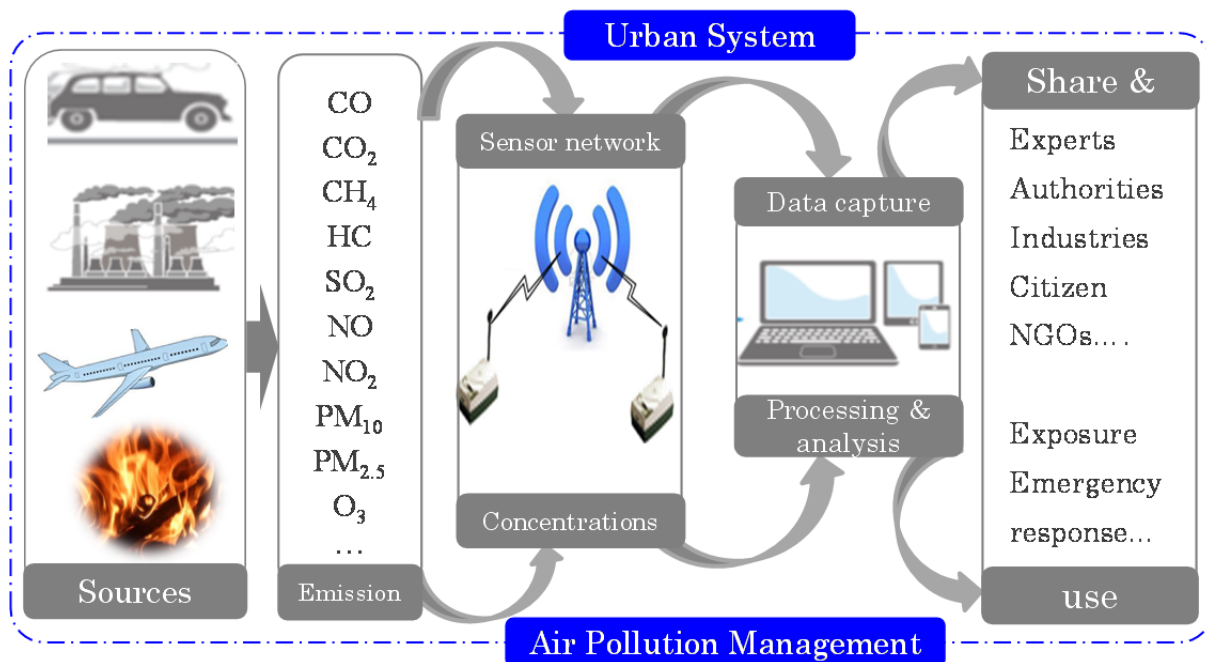 Urban System
Sources
CO
CO₂
CH₄
HC
SO₂
NO
NO₂
PM₁₀
PM₂.₅
O₃
...
Emission
Sensor network
Concentrations
Data capture
Processing &
analysis
Share &
Experts
Authorities
Industries
Citizen
NGOs....
Exposure
Emergency
response...
use
Air Pollution Management